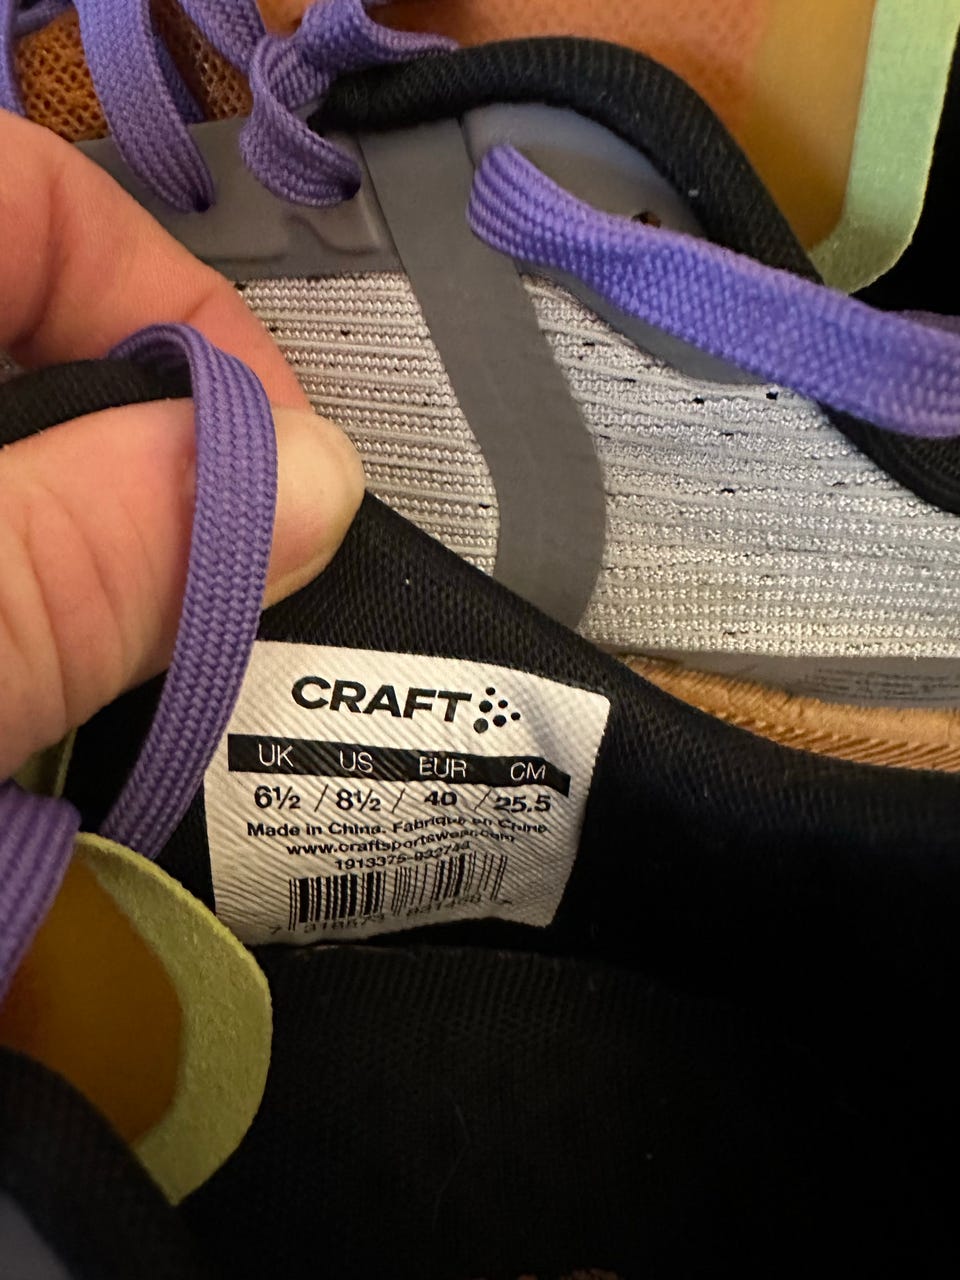 CRAFT
UK US EUR CM
6½ / 8½ / 40 / 25.5
Made in China. Fabriqué en Chine
www.craftsportswear.com